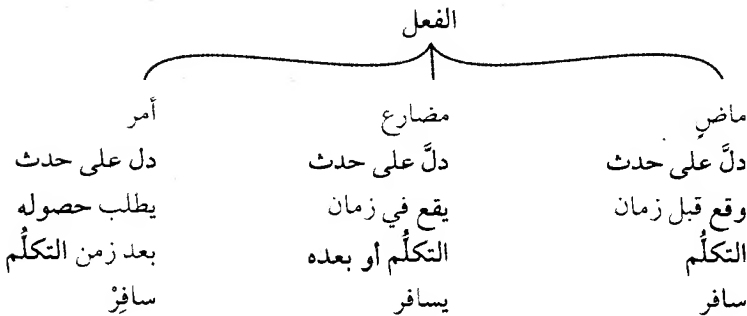 الفعل
ماضٍ مضارع أمر
دلَّ على حدث دلَّ على حدث دل على حدث
وقع قبل زمان يقع في زمان يطلب حصوله
التكلُّم التكلُّم أو بعده بعد زمن التكلُّم
سافر يسافر سافِرْ